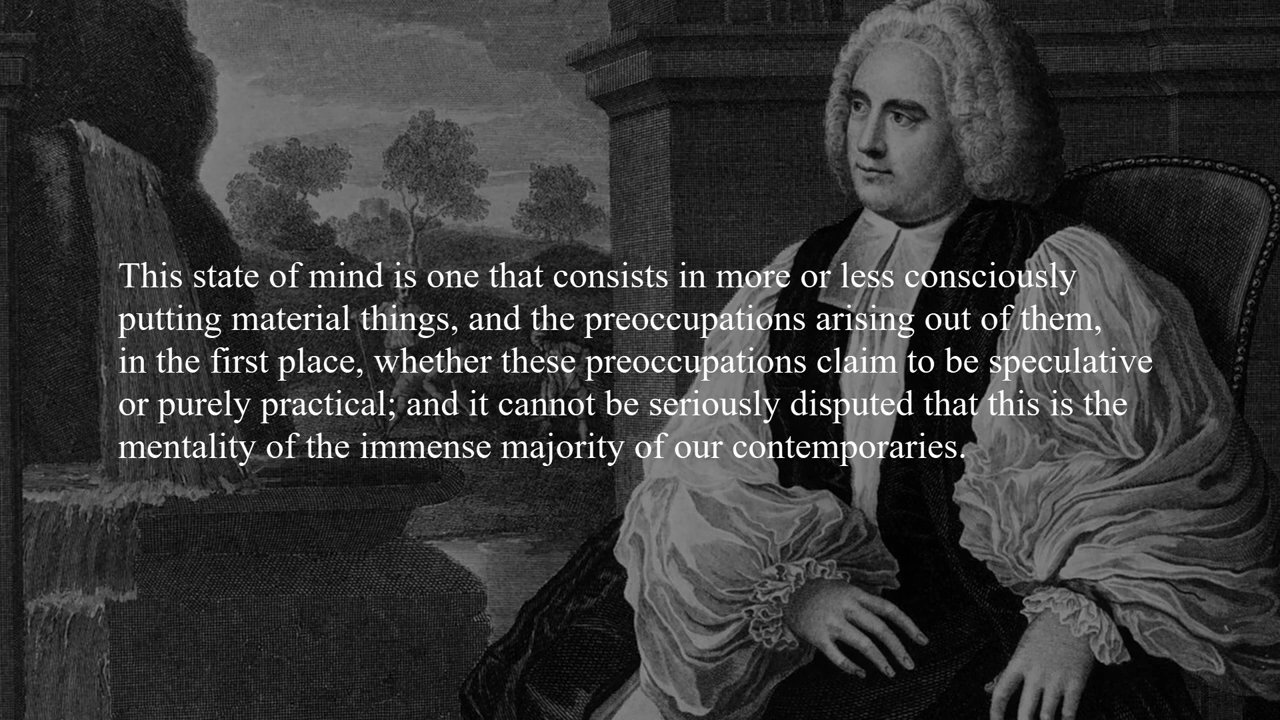 This state of mind is one that consists in more or less consciously
putting material things, and the preoccupations arising out of them,
in the first place, whether these preoccupations claim to be speculative
or purely practical; and it cannot be seriously disputed that this is the
mentality of the immense majority of our contemporaries.